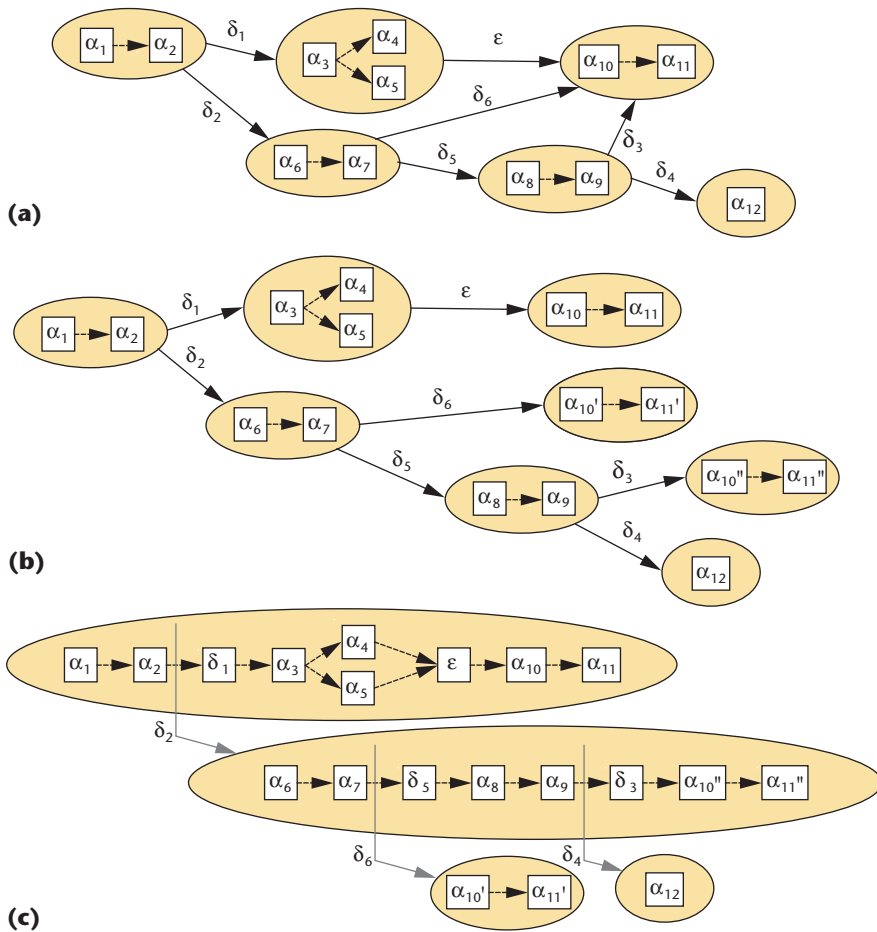 δ1 α4 ε
α1 α2 α3 α10 α11
α5
δ2 δ6
δ3
α6 α7 δ5 α8 α9 δ4
α12
(a)
α4
δ1 α3 ε α10 α11
α1 α2 α5
δ2
δ6 α10' α11'
α6 α7
δ5 δ3 α10" α11"
α8 α9
δ4
α12
(b)
α4
α1 α2 δ1 α3 ε α10 α11
α5
δ2
α6 α7 δ5 α8 α9 δ3 α10" α11"
δ6 δ4
α10' α11' α12
(c)